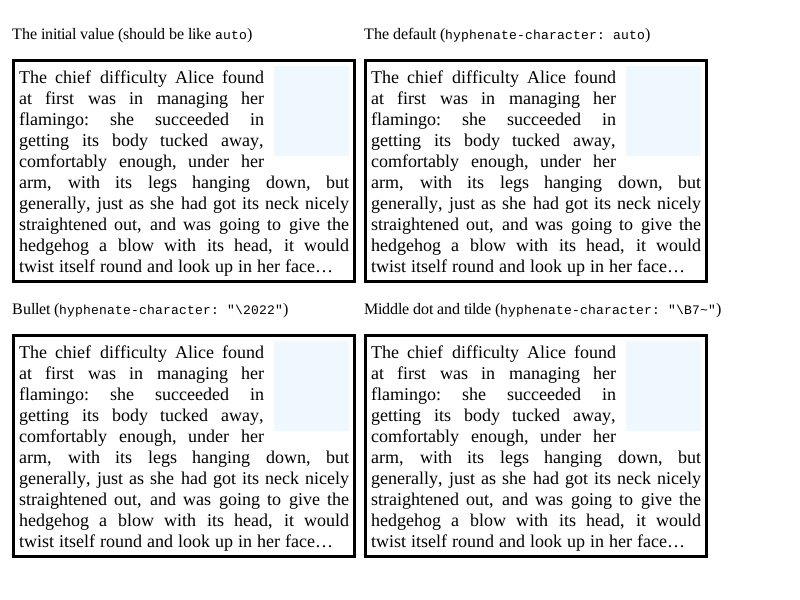 The initial value (should be like auto)
The chief difficulty Alice found
at first was in managing her
flamingo: she succeeded in
getting its body tucked away,
comfortably enough, under her
arm, with its legs hanging down, but
generally, just as she had got its neck nicely
straightened out, and was going to give the
hedgehog a blow with its head, it would
twist itself round and look up in her face…
The default (hyphenate-character: auto)
The chief difficulty Alice found
at first was in managing her
flamingo: she succeeded in
getting its body tucked away,
comfortably enough, under her
arm, with its legs hanging down, but
generally, just as she had got its neck nicely
straightened out, and was going to give the
hedgehog a blow with its head, it would
twist itself round and look up in her face…
Bullet (hyphenate-character: "\2022")
The chief difficulty Alice found
at first was in managing her
flamingo: she succeeded in
getting its body tucked away,
comfortably enough, under her
arm, with its legs hanging down, but
generally, just as she had got its neck nicely
straightened out, and was going to give the
hedgehog a blow with its head, it would
twist itself round and look up in her face…
Middle dot and tilde (hyphenate-character: "\B7~")
The chief difficulty Alice found
at first was in managing her
flamingo: she succeeded in
getting its body tucked away,
comfortably enough, under her
arm, with its legs hanging down, but
generally, just as she had got its neck nicely
straightened out, and was going to give the
hedgehog a blow with its head, it would
twist itself round and look up in her face…